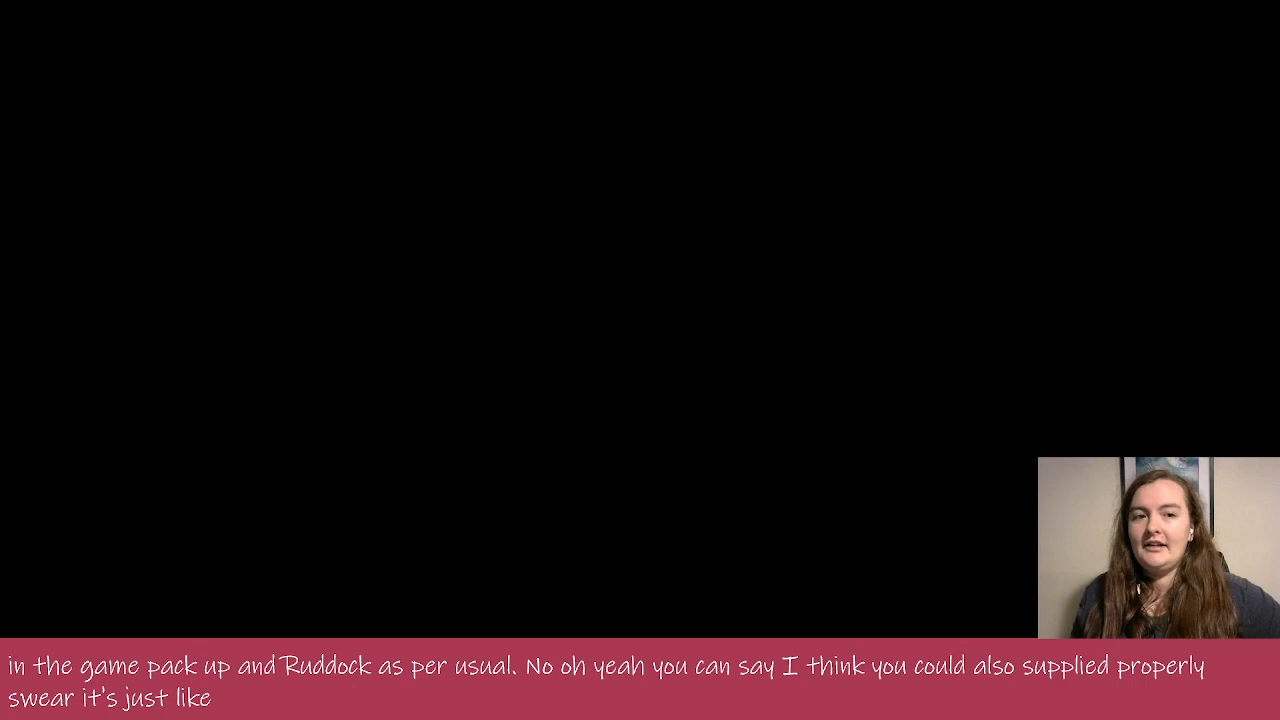 in the game pack up and Ruddock as per usual. No oh yeah you can say I think you could also supplied properly
swear it's just like